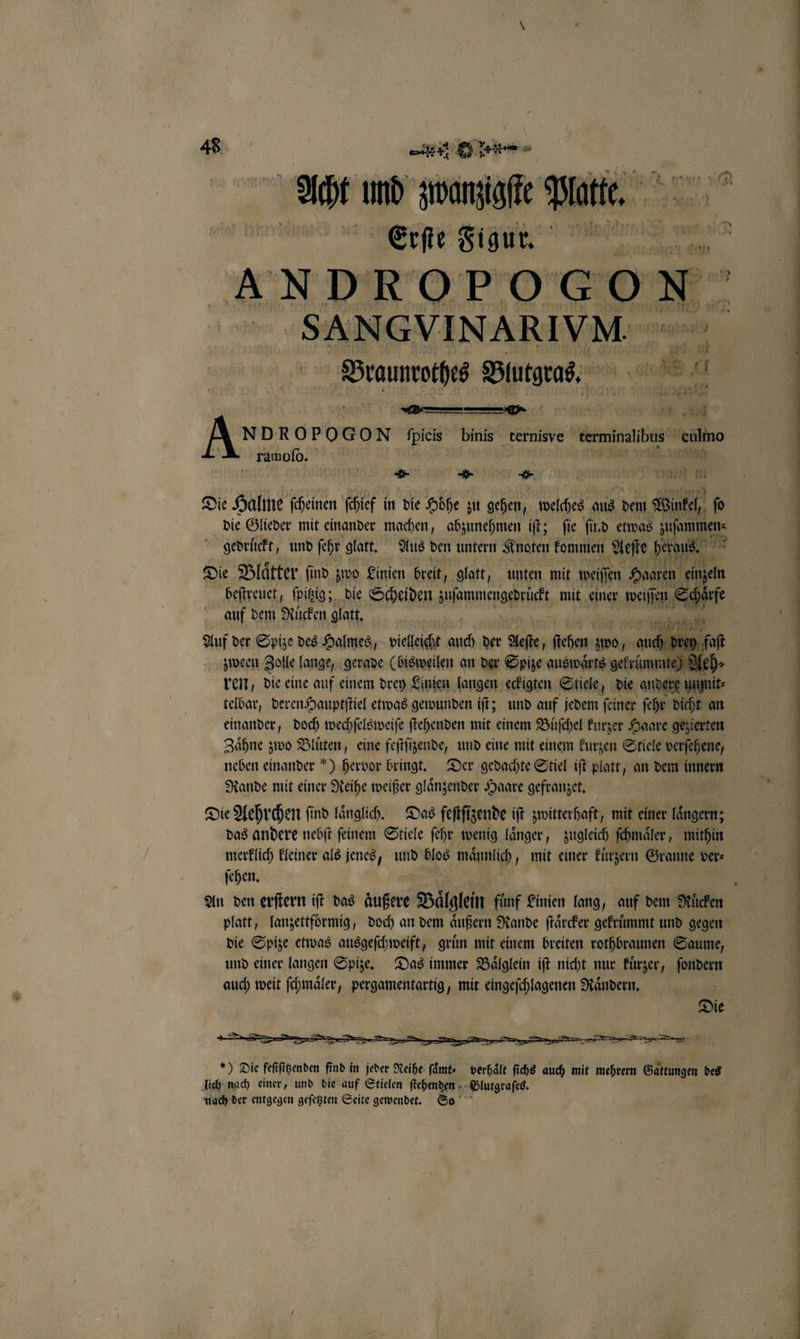 48
Acht und zwanzigſte Platte.
Erſte Figur.
ANDROPOGON
SANGVINARIVM.
Braunrothes Blutgras.
ANDROPOGON ſpicis binis ternisve terminalibus culmo
ramoſo.
Die Halme ſcheinen ſchief in die Höhe zu gehen, welches aus dem Winkel, ſo
die Glieder mit einander machen, abzunehmen iſt; ſie ſind etwas zuſammen-
gedrückt, und ſehr glatt. Aus den untern Knoten kommen Aeſte heraus.
Die Blätter ſind zwo Linien breit, glatt, unten mit weiſſen Haaren einzeln
beſtreuet, ſpitzig; die Scheiden zuſammengedrückt mit einer weiſſen Schärfe
auf dem Rücken glatt.
Auf der Spize des Halmes, vielleicht auch der Aeſte, ſtehen zwo, auch drey faſt
zween Zolle lange, gerade (bisweilen an der Spize auswärts gekrümmte) Aeh-
ren, die eine auf einem drey Linien langen eckigten Stiele, die andere unmit-
telbar, deren Hauptſtiel etwas gewunden iſt; und auf jedem ſeiner ſehr dicht an
einander, doch wechſelsweiſe ſtehenden mit einem Büſchel kurzer Haare gezierten
Zähne zwo Blüten, eine feſtſizende, und eine mit einem kurzen Stiele verſehene,
neben einander *) hervor bringt. Der gedachte Stiel iſt platt, an dem innern
Rande mit einer Reihe weißer glänzender Haare gefranzet.
Die Aehrchen ſind länglich. Das feſtſizende iſt zwitterhaft, mit einer längern;
das andere nebſt ſeinem Stiele ſehr wenig länger, zugleich ſchmäler, mithin
merklich kleiner als jenes, und blos männlich, mit einer kürzern Granne ver-
ſehen.
An den erſtern iſt das äußere Bälglein fünf Linien lang, auf dem Rücken
platt, lanzettförmig, doch an dem äußern Rande ſtärker gekrümmt und gegen
die Spize etwas ausgeſchweift, grün mit einem breiten rothbraunen Saume,
und einer langen Spize. Das immer Bälglein iſt nicht nur kürzer, ſondern
auch weit ſchmäler, pergamentartig, mit eingeſchlagenen Rändern.
Die
*) Die feſtſitzenden ſind in jeder Reihe ſämt-
lich nach einer, und die auf Stielen ſtehenden
nach der entgegen geſetzten Seite gewendet. So
verhält ſichs auch mit mehrern Gattungen des
Blutgraſes.